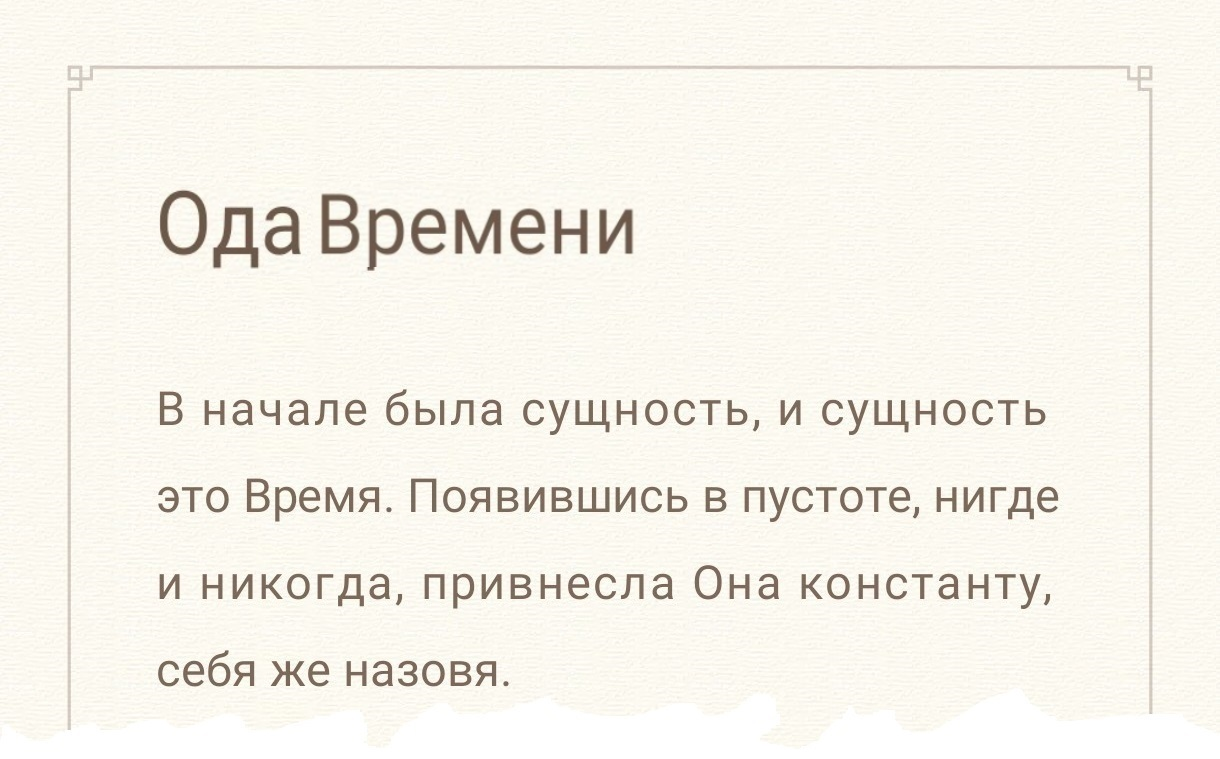 Ода Времени
В начале была сущность, и сущность
это Время. Появившись в пустоте, нигде
и никогда, привнесла Она константу,
себя же назовя.